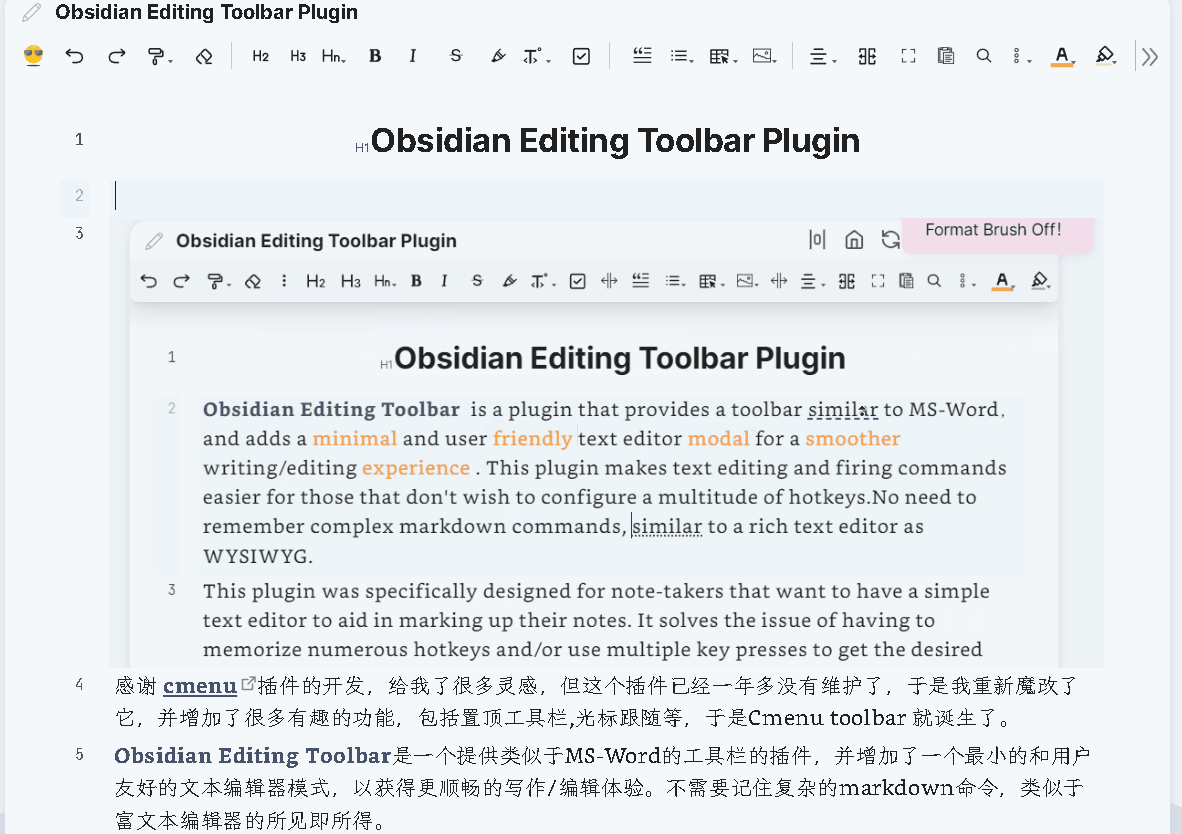 Obsidian Editing Toolbar Plugin
H2 H3 Hn B I S T A
1 H1 Obsidian Editing Toolbar Plugin
2
3
Obsidian Editing Toolbar Plugin
Format Brush Off!
H2 H3 Hn B I S T A
1 H1 Obsidian Editing Toolbar Plugin
2 Obsidian Editing Toolbar is a plugin that provides a toolbar similar to MS-Word,
and adds a minimal and user friendly text editor modal for a smoother
writing/editing experience . This plugin makes text editing and firing commands
easier for those that don't wish to configure a multitude of hotkeys.No need to
remember complex markdown commands, similar to a rich text editor as
WYSIWYG.
3 This plugin was specifically designed for note-takers that want to have a simple
text editor to aid in marking up their notes. It solves the issue of having to
memorize numerous hotkeys and/or use multiple key presses to get the desired
4 感谢 cmenu插件的开发，给我了很多灵感，但这个插件已经一年多没有维护了，于是我重新魔改了
它，并增加了很多有趣的功能，包括置顶工具栏,光标跟随等，于是Cmenu toolbar 就诞生了。
5 Obsidian Editing Toolbar是一个提供类似于MS-Word的工具栏的插件，并增加了一个最小的和用户
友好的文本编辑器模式，以获得更顺畅的写作/编辑体验。不需要记住复杂的markdown命令，类似于
富文本编辑器的所见即所得。